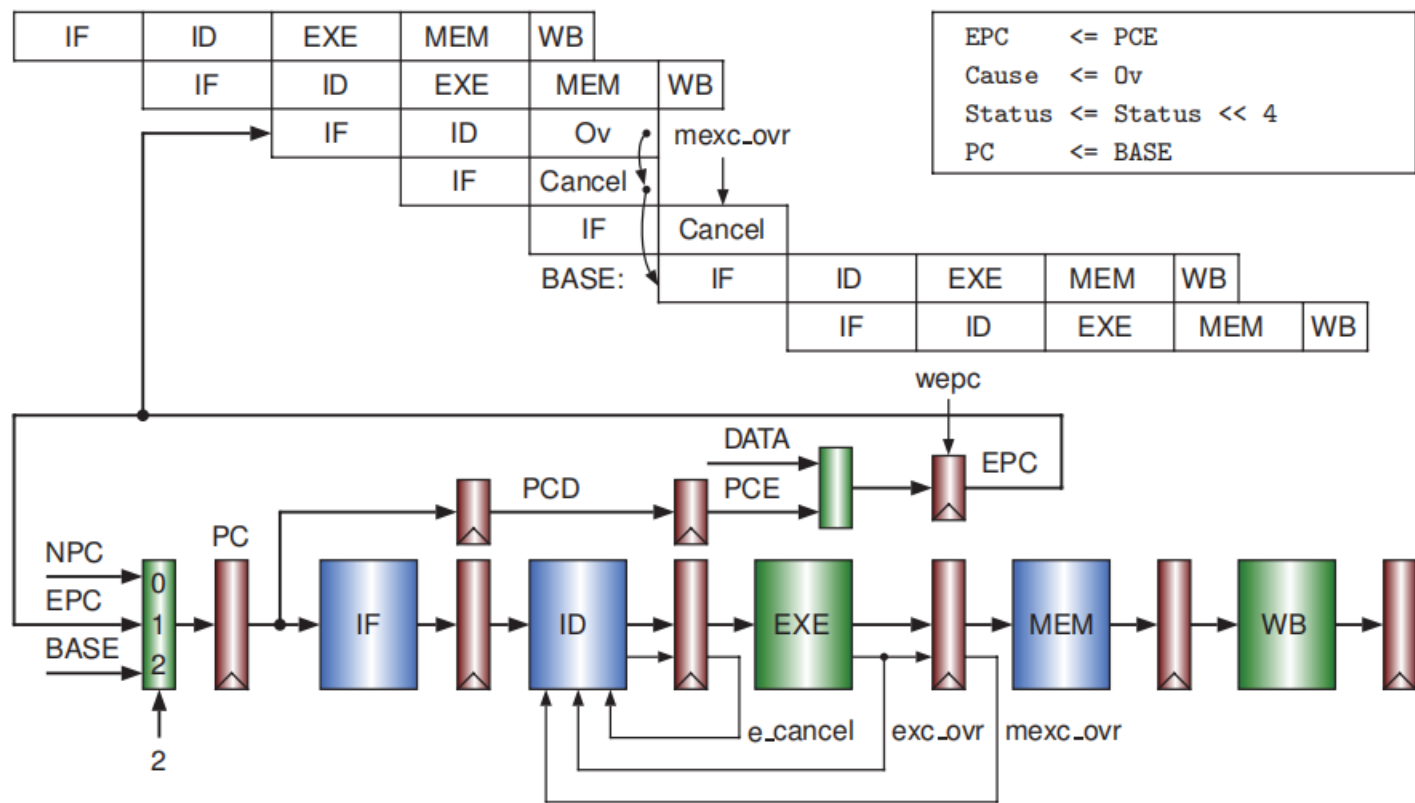 IF ID EXE MEM WB
IF ID EXE MEM WB
IF ID Ov mexc_ovr
IF Cancel
IF Cancel
BASE: IF ID EXE MEM WB
IF ID EXE MEM WB
EPC <= PCE
Cause <= Ov
Status <= Status << 4
PC <= BASE
wepc
DATA
EPC
PCD PCE
NPC PC
EPC
BASE
0
1
2
IF ID EXE MEM WB
e_cancel exc_ovr mexc_ovr
2